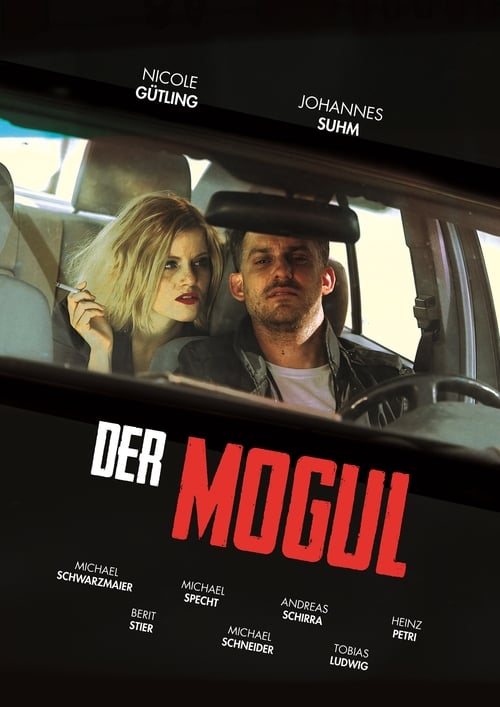 NICOLE
GÜTLING
JOHANNES
SUHM
DER
MOGUL
MICHAEL
SCHWARZMAIER
MICHAEL
SPECHT
ANDREAS
SCHIRRA
HEINZ
PETRI
BERIT
STIER
MICHAEL
SCHNEIDER
TOBIAS
LUDWIG